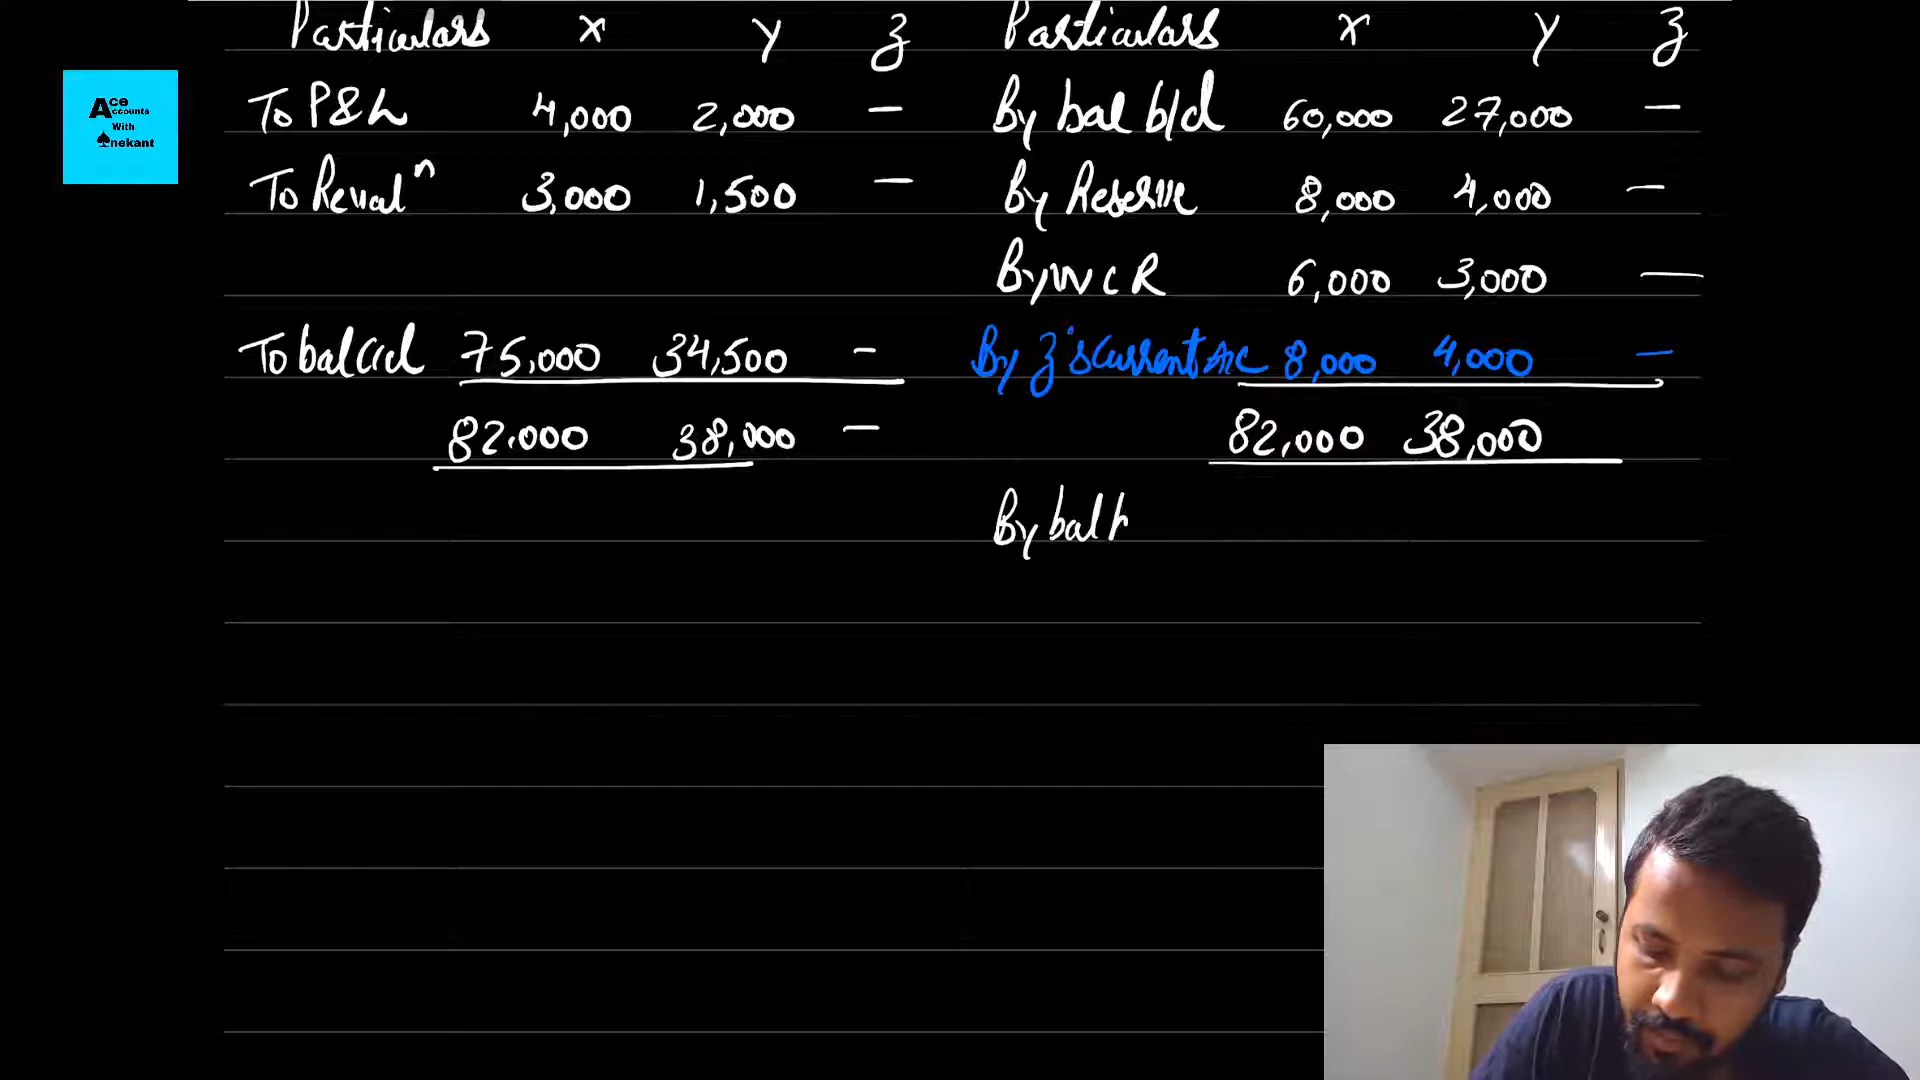 Particulars X Y Z Particulars X Y Z
Ace
Accounts
With
Anekant
To P&L 4,000 2,000 — By bal b/d 60,000 27,000 —
To Revalⁿ 3,000 1,500 — By Reserve 8,000 4,000 —
By WCR 6,000 3,000 —
To bal c/d 75,000 34,500 - By Z's Current A/c 8,000 4,000 —
82,000 38,000 — 82,000 38,000
By bal